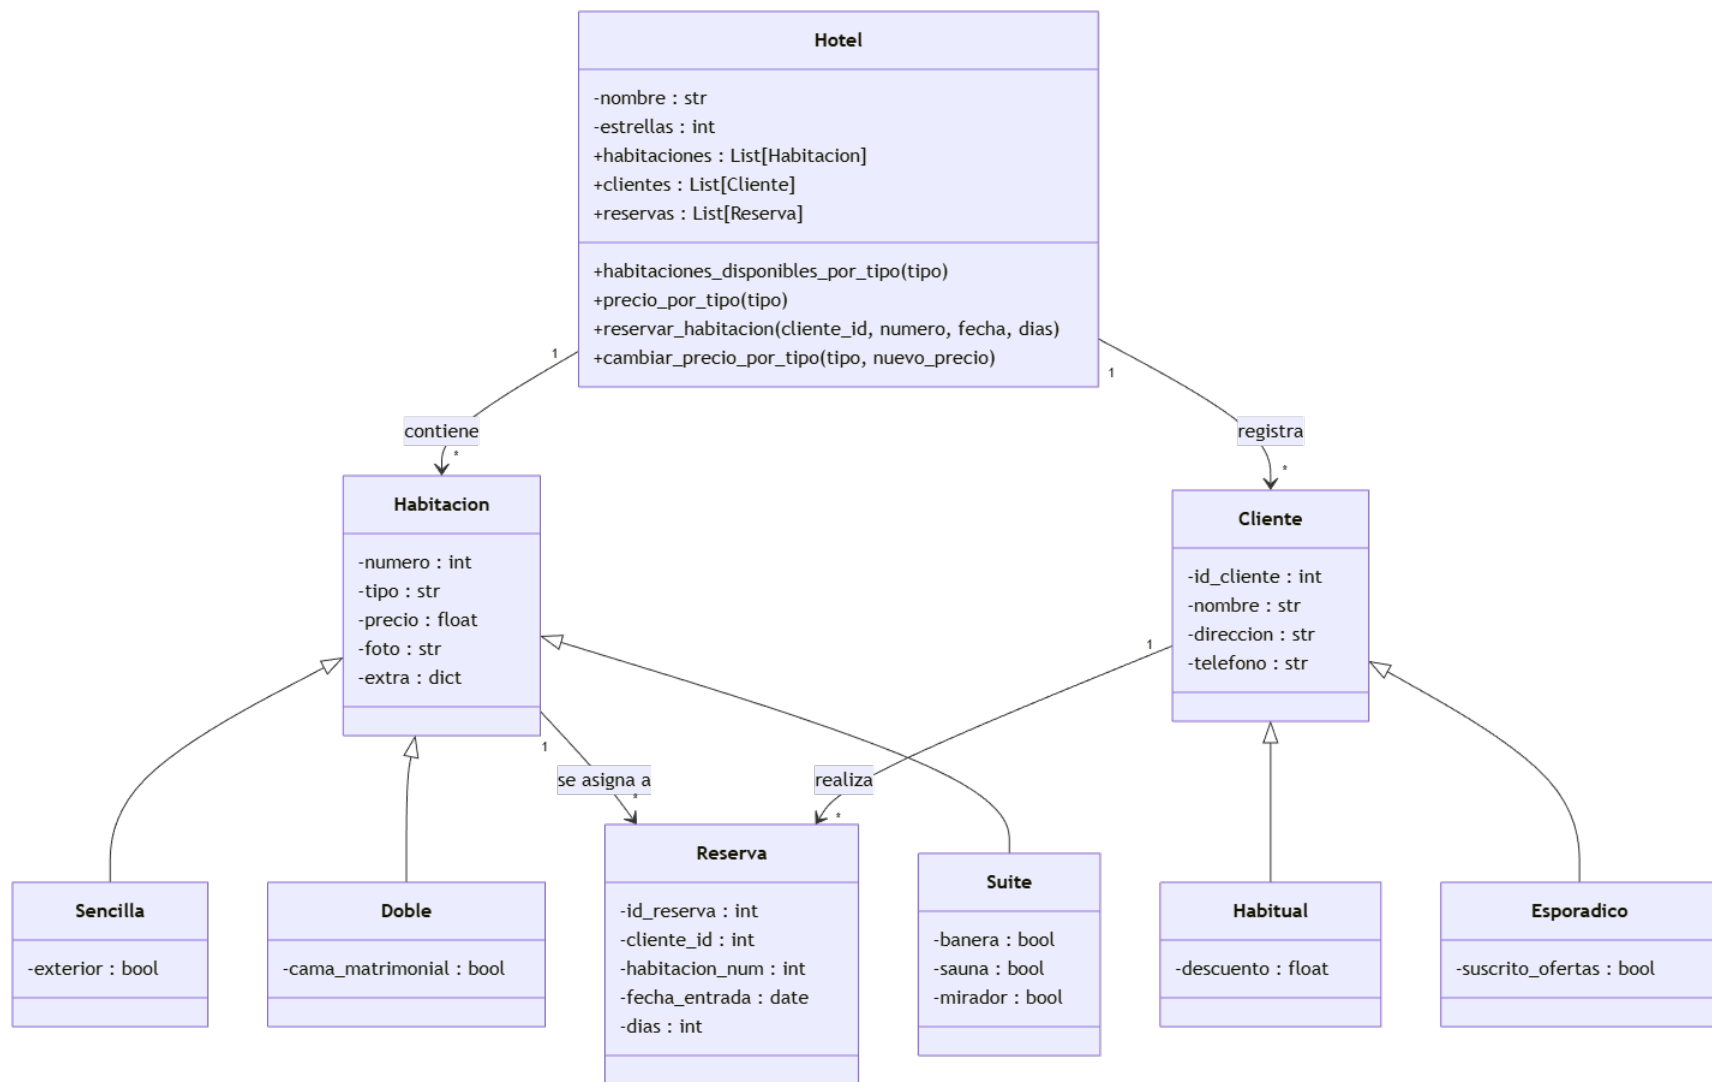 Hotel
-nombre : str
-estrellas : int
+habitaciones : List[Habitacion]
+clientes : List[Cliente]
+reservas : List[Reserva]
+habitaciones_disponibles_por_tipo(tipo)
+precio_por_tipo(tipo)
+reservar_habitacion(cliente_id, numero, fecha, dias)
+cambiar_precio_por_tipo(tipo, nuevo_precio)
1
1
contiene
registra
*
*
Habitacion
-numero : int
-tipo : str
-precio : float
-foto : str
-extra : dict
Cliente
-id_cliente : int
-nombre : str
-direccion : str
-telefono : str
1
1
se asigna a
realiza
*
*
Sencilla
-exterior : bool
Doble
-cama_matrimonial : bool
Reserva
-id_reserva : int
-cliente_id : int
-habitacion_num : int
-fecha_entrada : date
-dias : int
Suite
-banera : bool
-sauna : bool
-mirador : bool
Habitual
-descuento : float
Esporadico
-suscrito_ofertas : bool